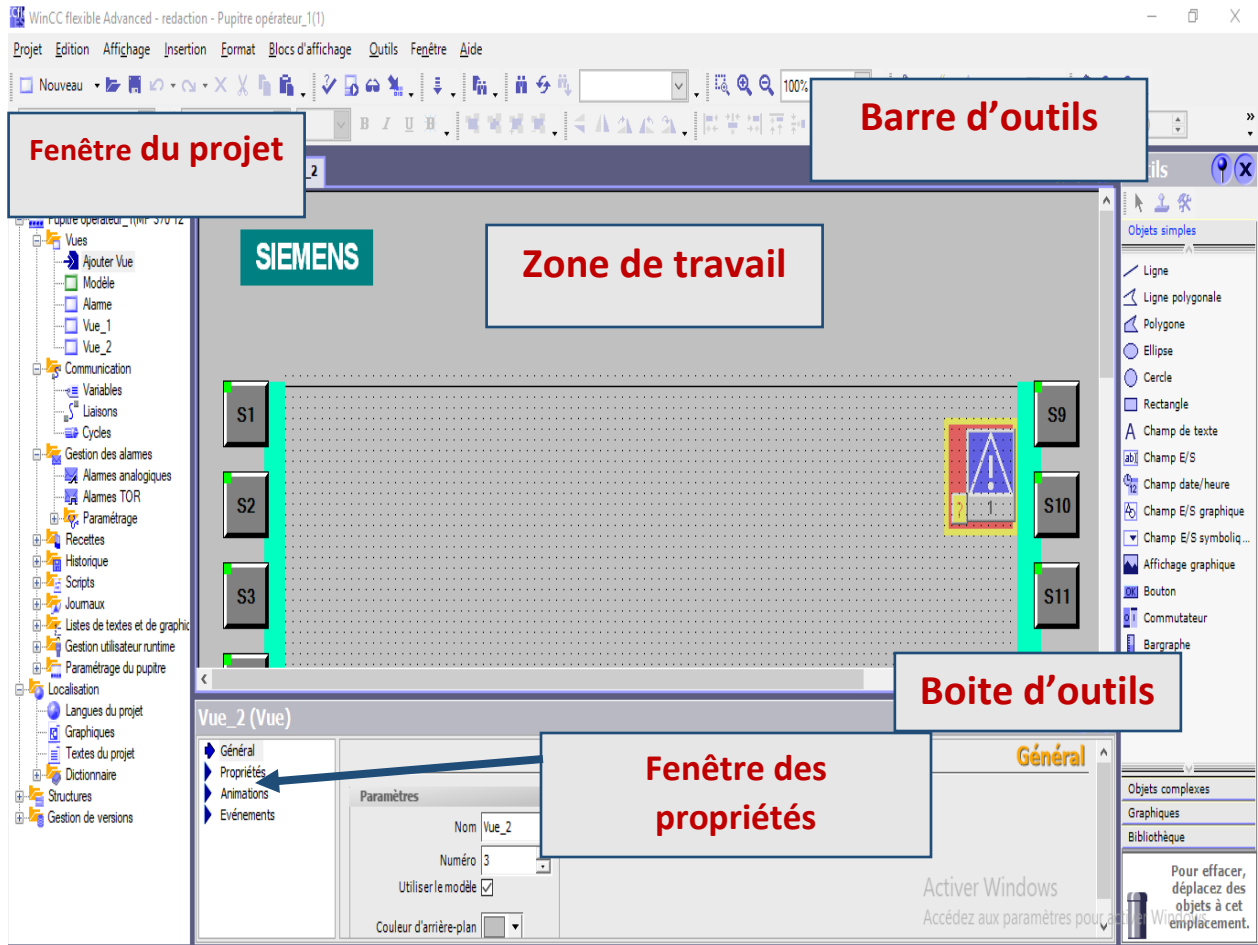 WinCC flexible Advanced - redaction - Pupitre opérateur_1(1)
Projet Edition Affichage Insertion Format Blocs d'affichage Outils Fenêtre Aide
Nouveau 100%
B I U B
Barre d'outils
Fenêtre du projet
_2
ils
Pupitre opérateur_1(MP 370 12
Vues
Ajouter Vue
Modèle
Alarme
Vue_1
Vue_2
Communication
Variables
Liaisons
Cycles
Gestion des alarmes
Alarmes analogiques
Alarmes TOR
Paramétrage
Recettes
Historique
Scripts
Journaux
Listes de textes et de graphic
Gestion utilisateur runtime
Paramétrage du pupitre
Localisation
Langues du projet
Graphiques
Textes du projet
Dictionnaire
Structures
Gestion de versions
SIEMENS
Zone de travail
S1
S2
S3
S9
S10
S11
? 1
Objets simples
Ligne
Ligne polygonale
Polygone
Ellipse
Cercle
Rectangle
Champ de texte
Champ E/S
Champ date/heure
Champ E/S graphique
Champ E/S symboliq...
Affichage graphique
Bouton
Commutateur
Bargraphe
Boite d'outils
Vue_2 (Vue)
Général
Propriétés
Animations
Evénements
Général
Fenêtre des
propriétés
Paramètres
Nom Vue_2
Numéro 3
Utiliser le modèle
Couleur d'arrière-plan
Objets complexes
Graphiques
Bibliothèque
Pour effacer,
déplacez des
objets à cet
emplacement.
Activer Windows
Accédez aux paramètres pour activer Windows.